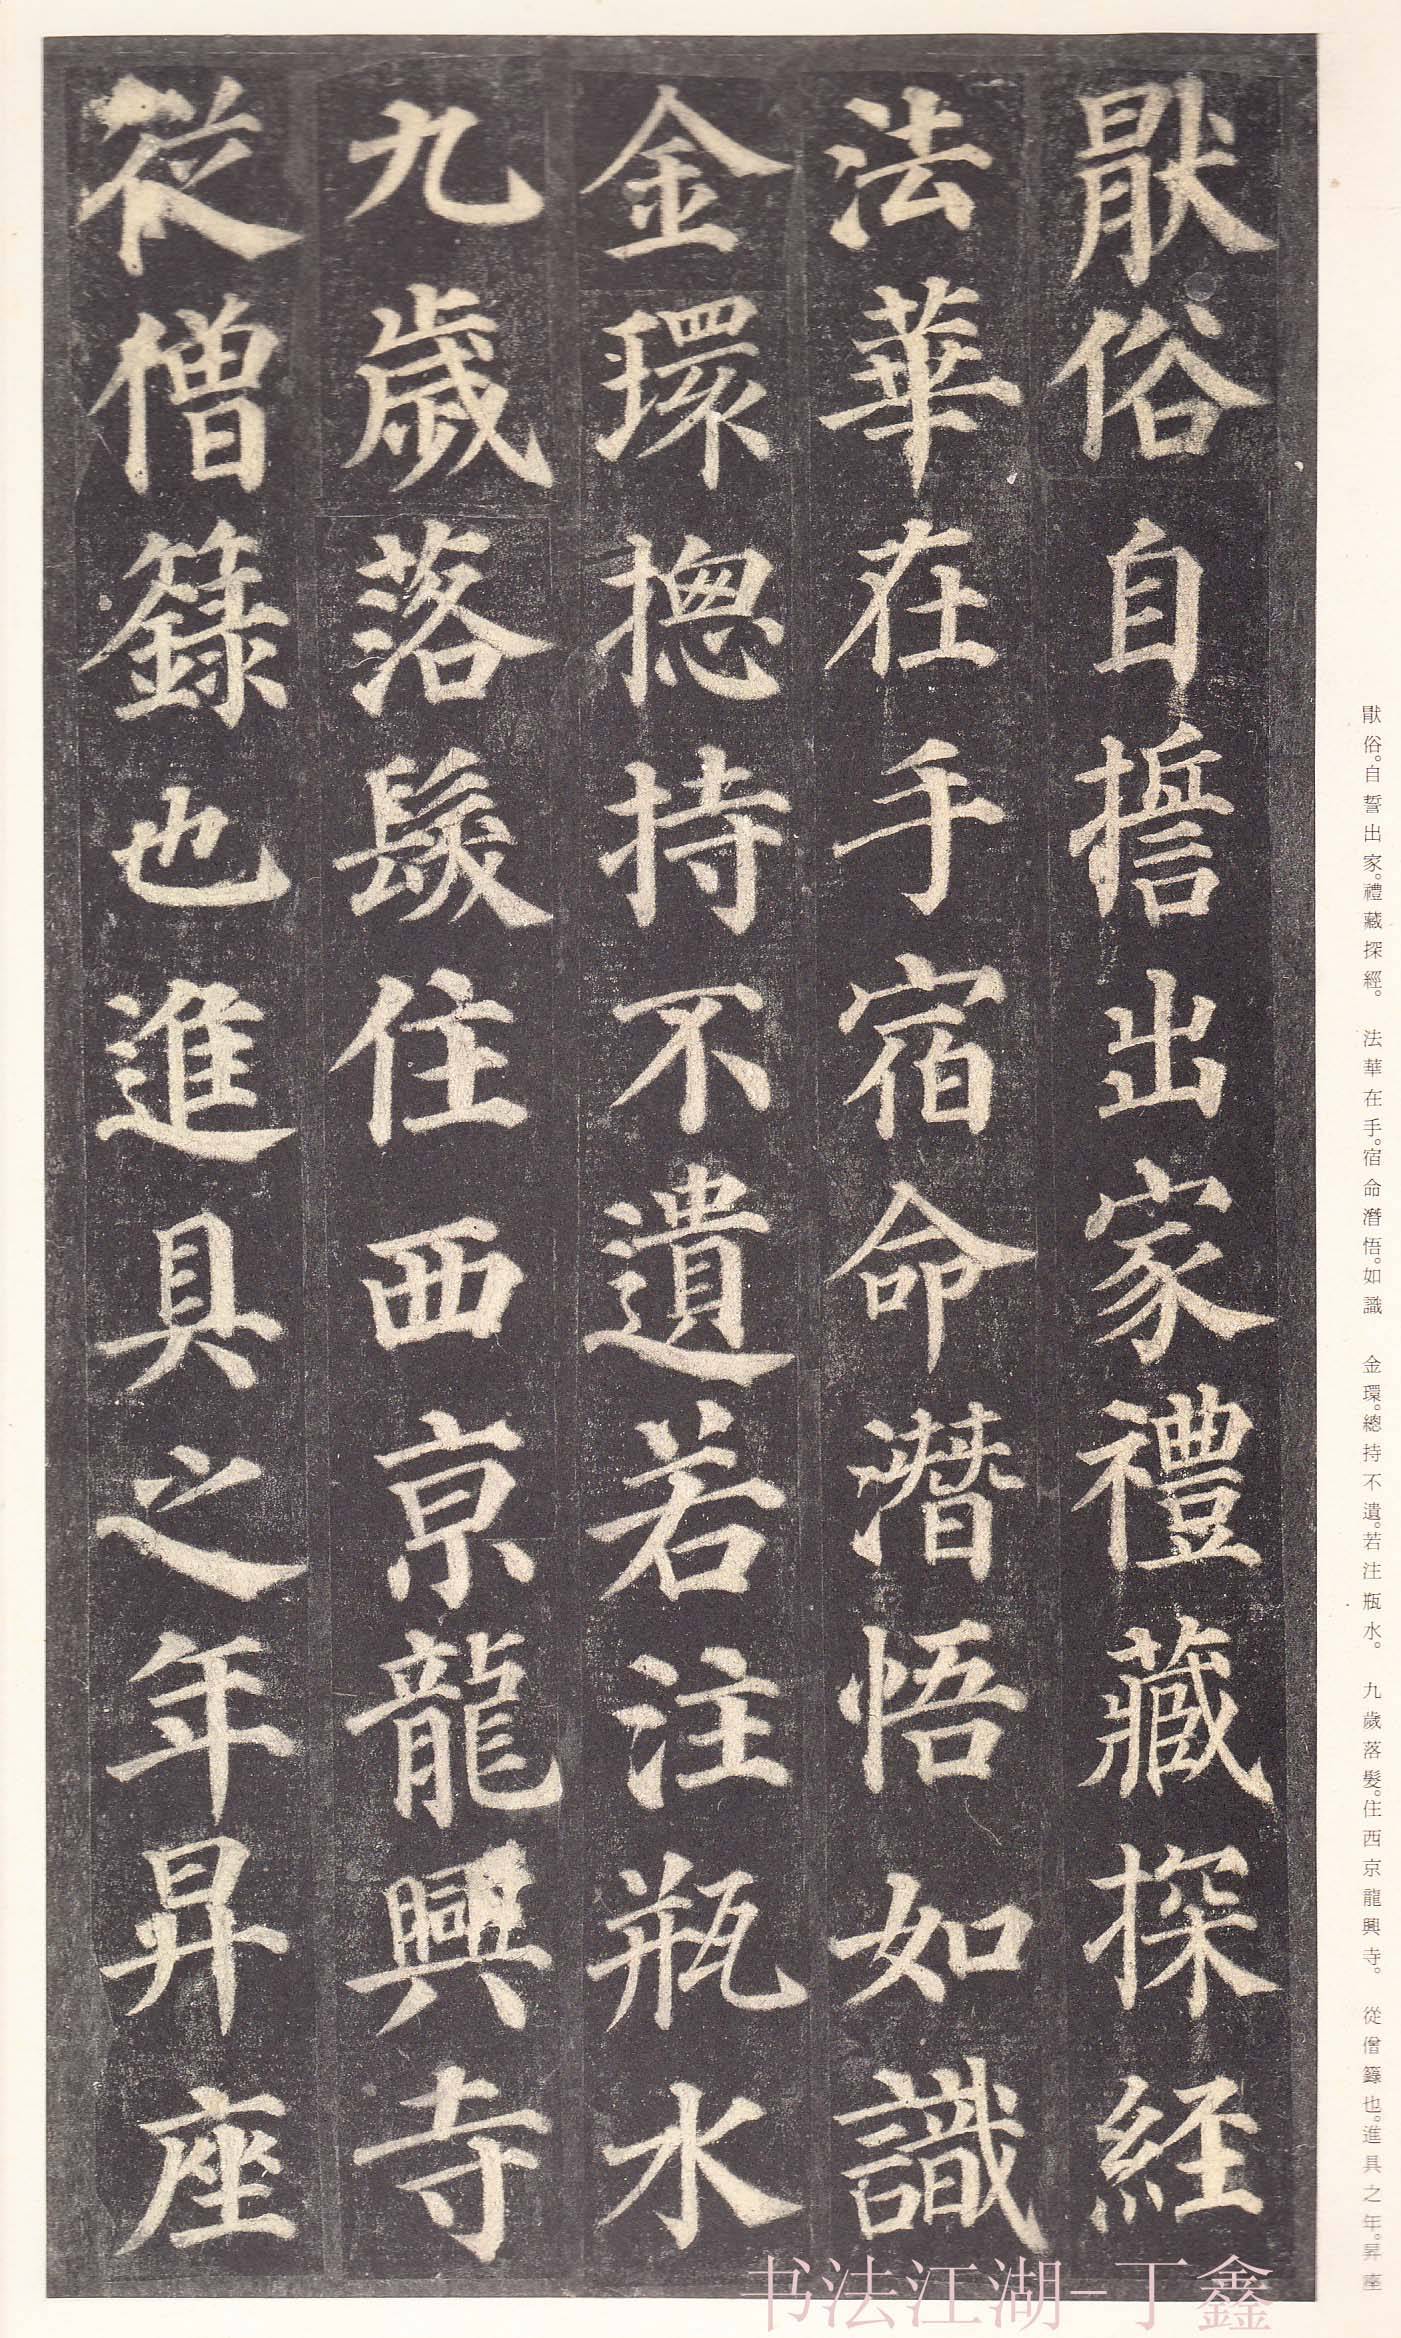 猒俗自誓出家禮藏探經
法華在手宿命潛悟如識
金環揔持不遺若注瓶水
九歲落髮住西京龍興寺
從僧籙也進具之年昇座
猒俗。自誓出家。禮藏探經。 法華在手。宿命潛悟。如識 金環。總持不遺。若注瓶水。 九歲落髮。住西京龍興寺。 從僧籙也。進具之年。昇座
书法江湖-丁鑫